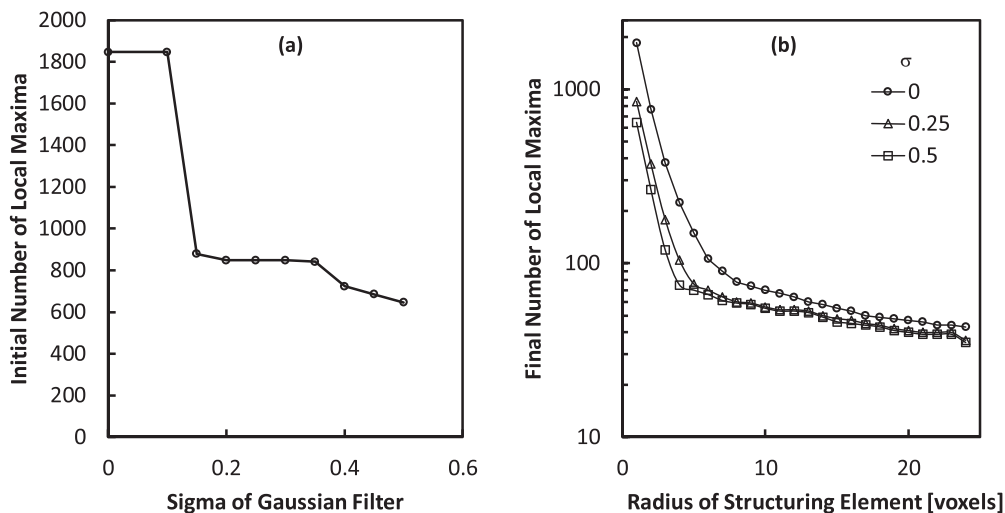 (a)
Initial Number of Local Maxima
2000
1800
1600
1400
1200
1000
800
600
400
200
0
0 0.2 0.4 0.6
Sigma of Gaussian Filter
(b)
σ
0
0.25
0.5
Final Number of Local Maxima
1000
100
10
0 10 20
Radius of Structuring Element [voxels]